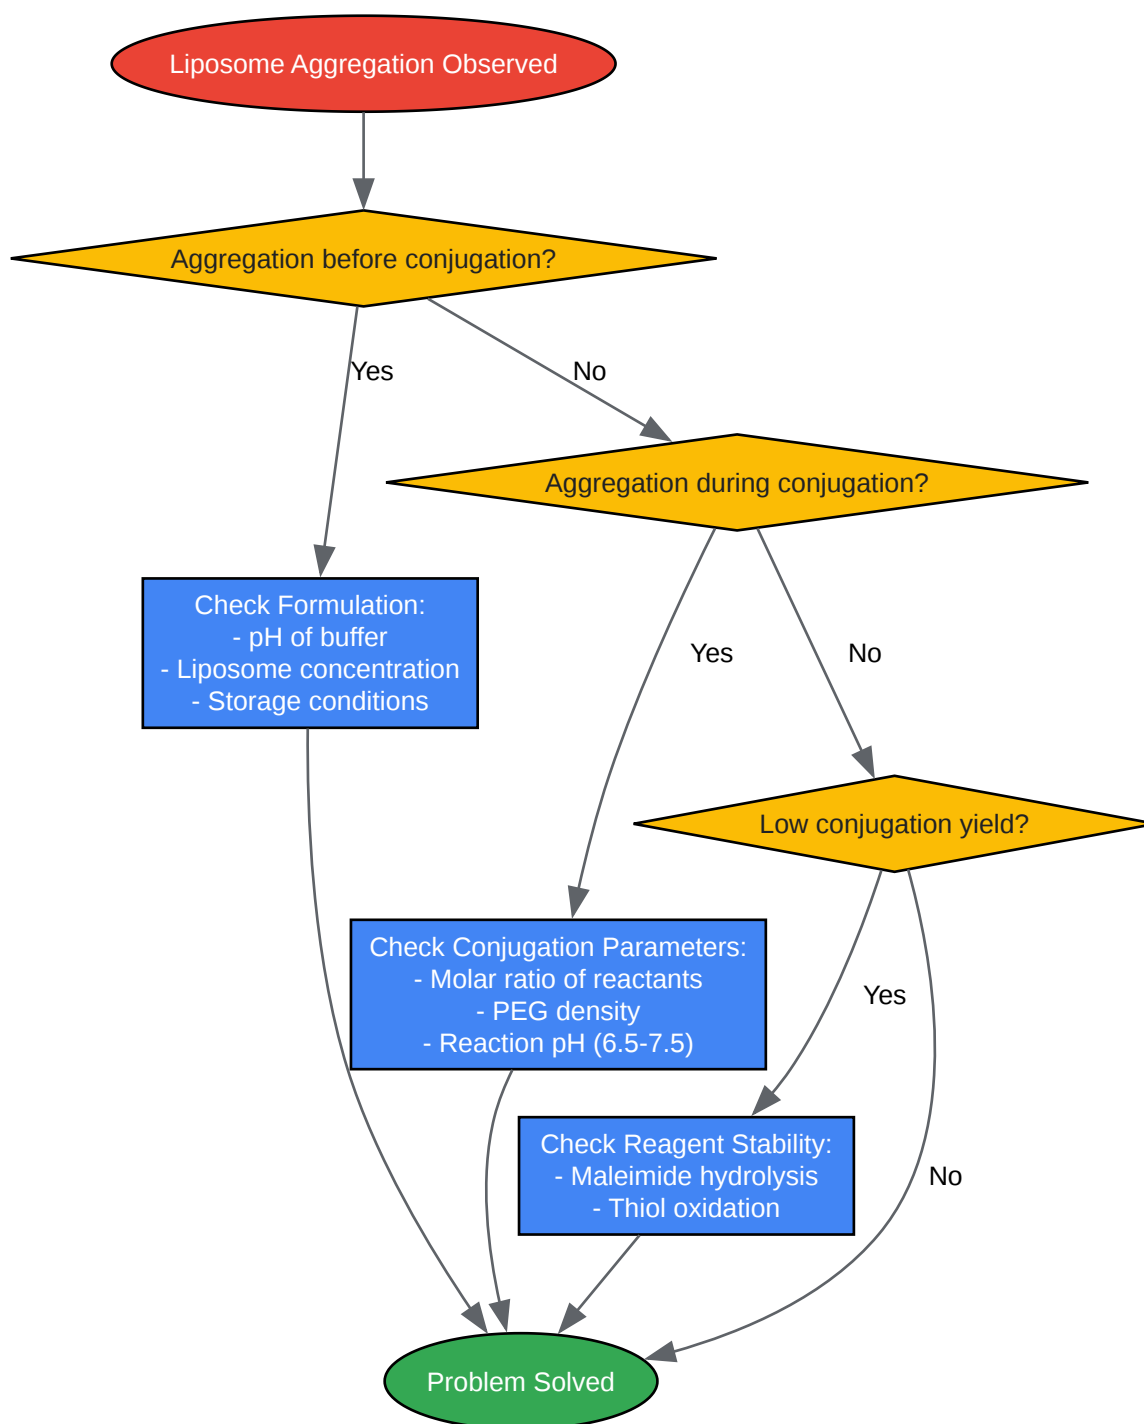 Liposome Aggregation Observed
Aggregation before conjugation?
Yes
No
Aggregation during conjugation?
Check Formulation:
- pH of buffer
- Liposome concentration
- Storage conditions
Yes
No
Low conjugation yield?
Check Conjugation Parameters:
- Molar ratio of reactants
- PEG density
- Reaction pH (6.5-7.5)
Yes
Check Reagent Stability:
- Maleimide hydrolysis
- Thiol oxidation
No
Problem Solved